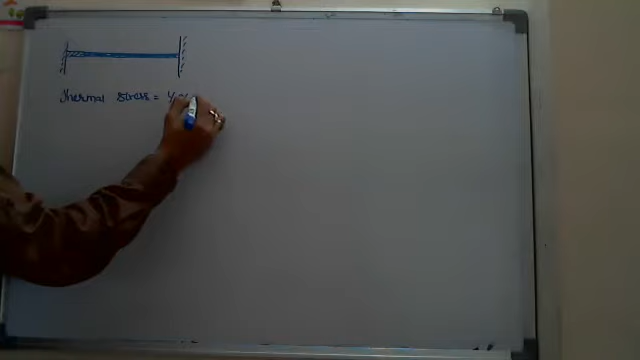 Thermal stress =